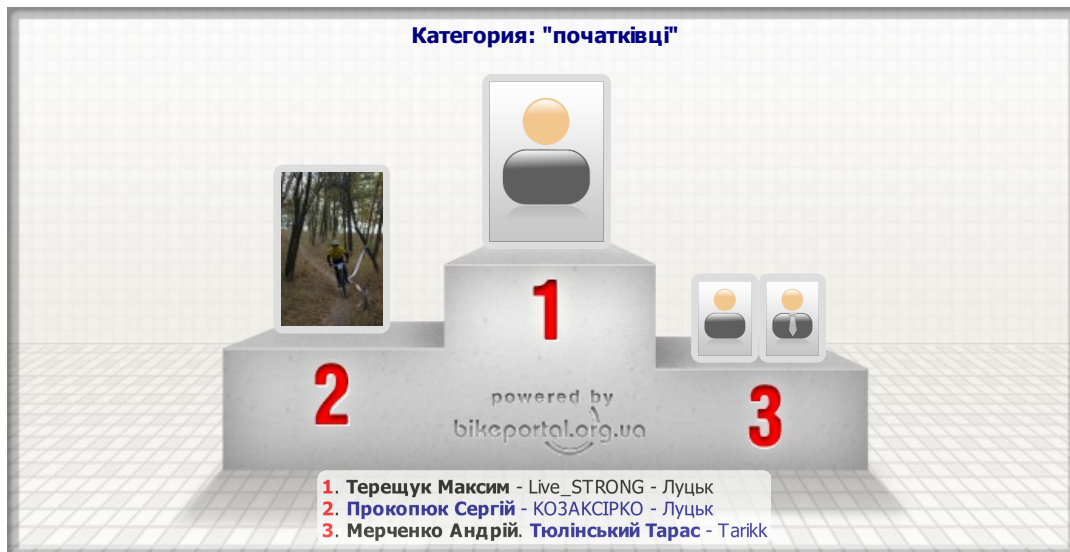 Категория: "початківці"
1
2
3
powered by
bikeportal.org.ua
1. Терещук Максим - Live_STRONG - Луцьк
2. Прокопюк Сергій - КОЗАКСІРКО - Луцьк
3. Мерченко Андрій. Тюлінський Тарас - Tarikk